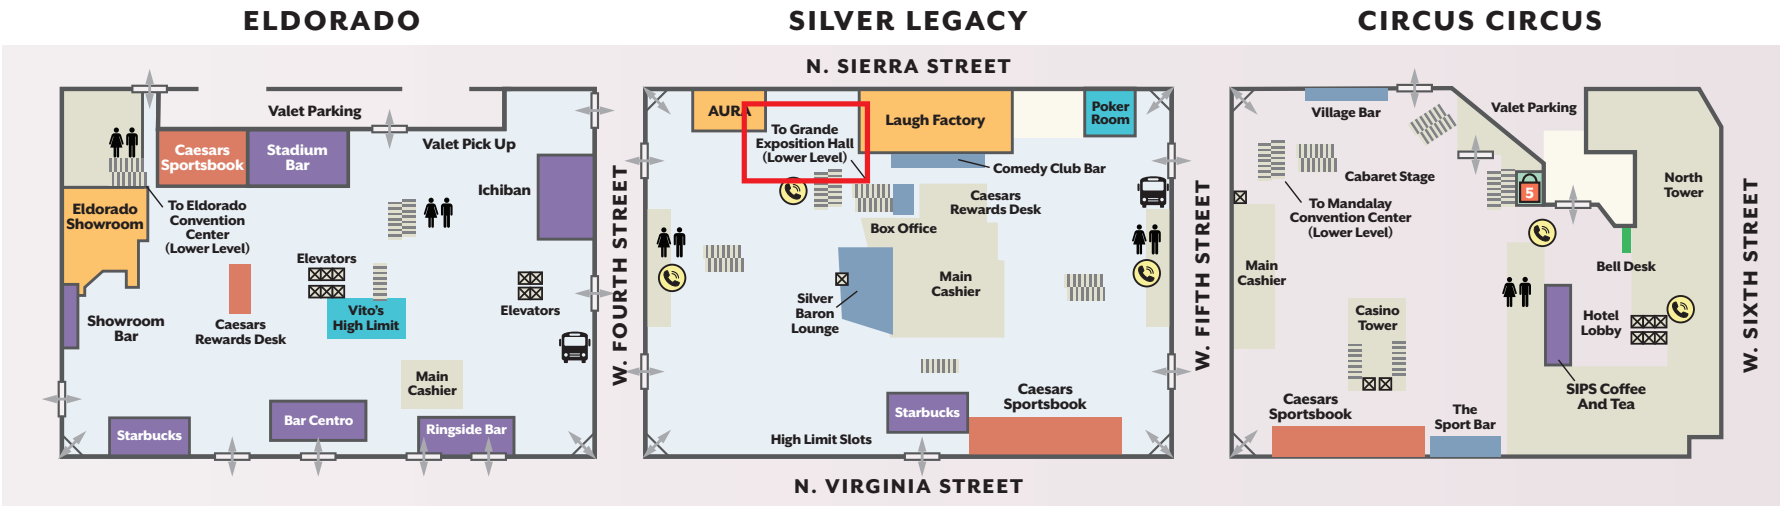 ELDORADO
SILVER LEGACY
CIRCUS CIRCUS
N. SIERRA STREET
Valet Parking
Valet Pick Up
Caesars
Sportsbook
Stadium
Bar
Ichiban
Eldorado
Showroom
To Eldorado
Convention
Center
(Lower Level)
Elevators
Elevators
Showroom
Bar
Caesars
Rewards Desk
Vito's
High Limit
Main
Cashier
Starbucks
Bar Centro
Ringside Bar
W. FOURTH STREET
AURA
To Grande
Exposition Hall
(Lower Level)
Laugh Factory
Poker
Room
Comedy Club Bar
Caesars
Rewards Desk
Box Office
Main
Cashier
Silver
Baron
Lounge
Starbucks
Caesars
Sportsbook
High Limit Slots
N. VIRGINIA STREET
W. FIFTH STREET
Village Bar
Valet Parking
Cabaret Stage
5
North
Tower
To Mandalay
Convention Center
(Lower Level)
Main
Cashier
Bell Desk
Casino
Tower
Hotel
Lobby
SIPS Coffee
And Tea
Caesars
Sportsbook
The
Sport Bar
W. SIXTH STREET